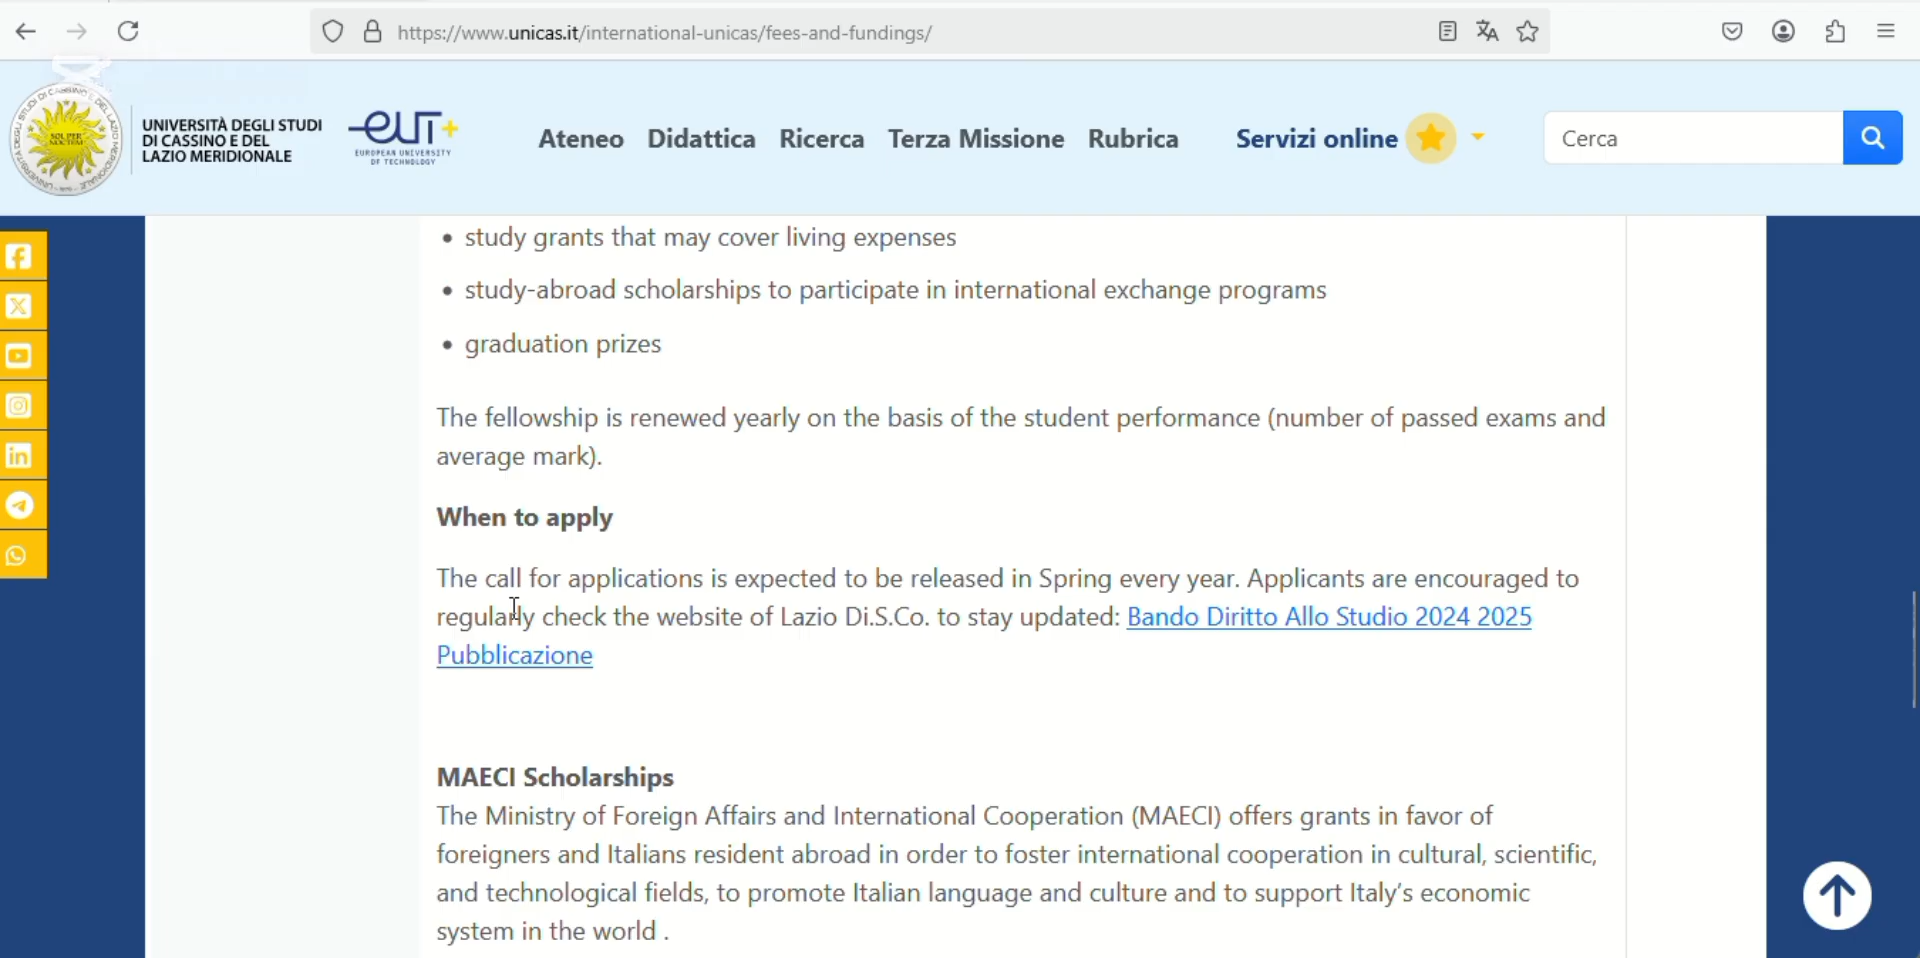 https://www.unicas.it/international-unicas/fees-and-fundings/
UNIVERSITÀ DEGLI STUDI
DI CASSINO E DEL
LAZIO MERIDIONALE
EUT+
EUROPEAN UNIVERSITY
OF TECHNOLOGY
Ateneo Didattica Ricerca Terza Missione Rubrica Servizi online Cerca
• study grants that may cover living expenses
• study-abroad scholarships to participate in international exchange programs
• graduation prizes
The fellowship is renewed yearly on the basis of the student performance (number of passed exams and
average mark).
When to apply
The call for applications is expected to be released in Spring every year. Applicants are encouraged to
regularly check the website of Lazio Di.S.Co. to stay updated: Bando Diritto Allo Studio 2024 2025
Pubblicazione
MAECI Scholarships
The Ministry of Foreign Affairs and International Cooperation (MAECI) offers grants in favor of
foreigners and Italians resident abroad in order to foster international cooperation in cultural, scientific,
and technological fields, to promote Italian language and culture and to support Italy’s economic
system in the world .